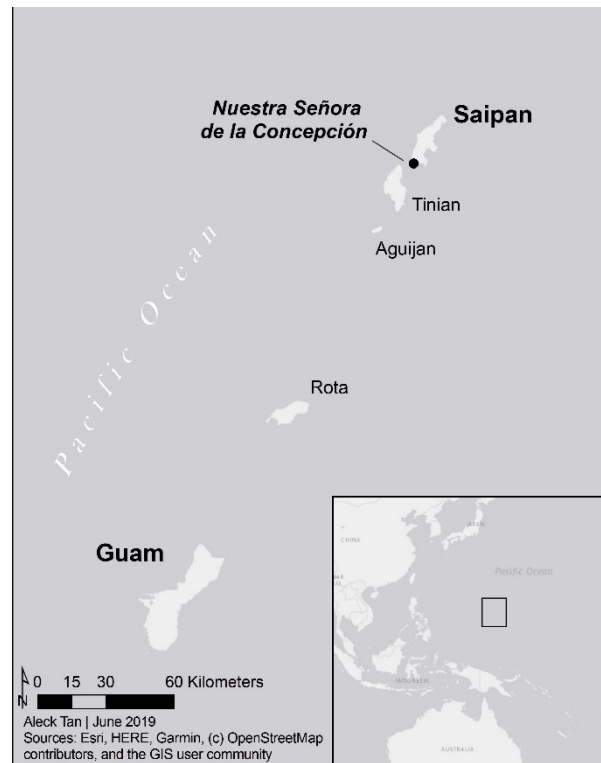 Nuestra Señora
de la Concepción
Saipan
Tinian
Aguijan
Pacific Ocean
Rota
Guam
N
0 15 30 60 Kilometers
Aleck Tan | June 2019
Sources: Esri, HERE, Garmin, (c) OpenStreetMap
contributors, and the GIS user community
CHINA
JAPAN
Pacific Ocean
INDONESIA
AUSTRALIA